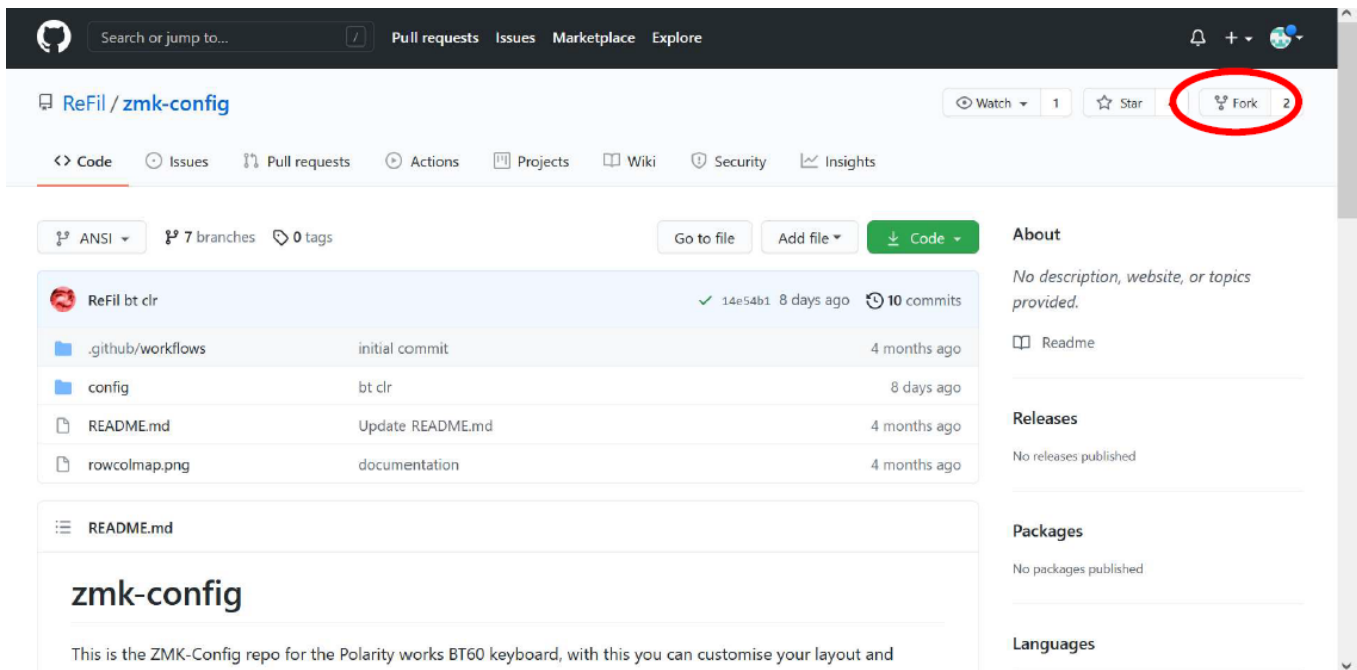 Search or jump to... / Pull requests Issues Marketplace Explore
ReFil / zmk-config Watch 1 Star Fork 2
Code Issues Pull requests Actions Projects Wiki Security Insights
ANSI 7 branches 0 tags Go to file Add file Code
ReFil bt clr 14e54b1 8 days ago 10 commits
.github/workflows initial commit 4 months ago
config bt clr 8 days ago
README.md Update README.md 4 months ago
rowcolmap.png documentation 4 months ago
README.md
zmk-config
This is the ZMK-Config repo for the Polarity works BT60 keyboard, with this you can customise your layout and
About
No description, website, or topics
provided.
Readme
Releases
No releases published
Packages
No packages published
Languages